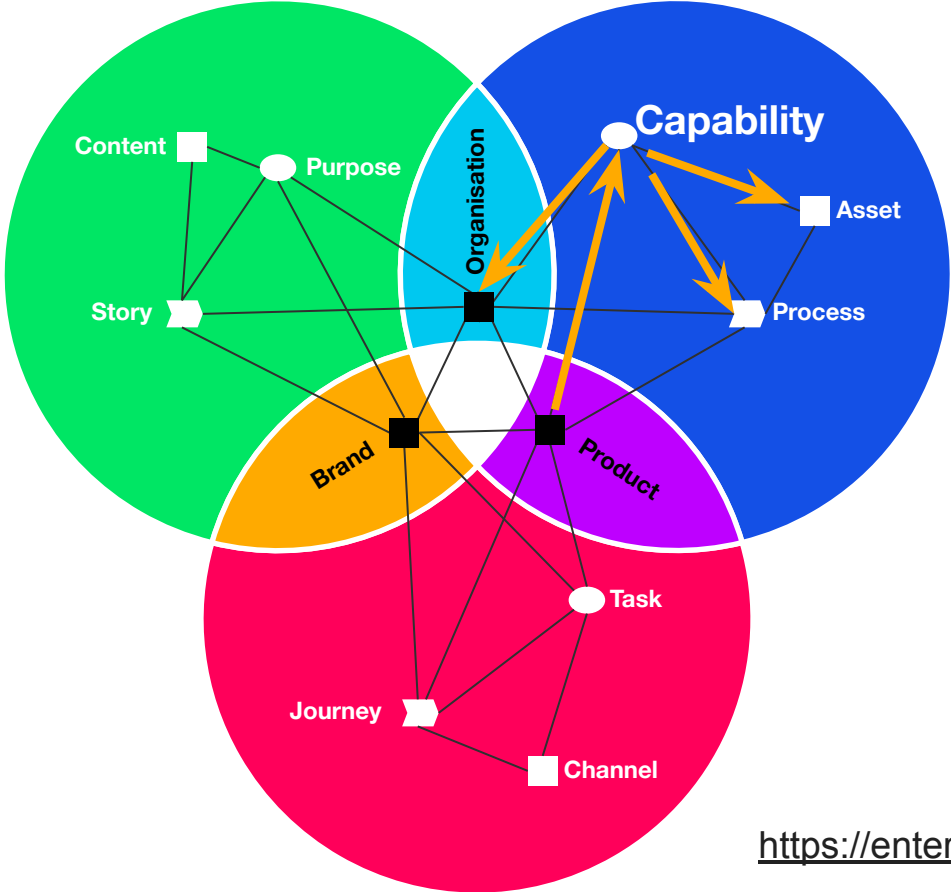 Capability
Content
Purpose
Organisation
Asset
Story
Process
Brand
Product
Task
Journey
Channel
https://enter